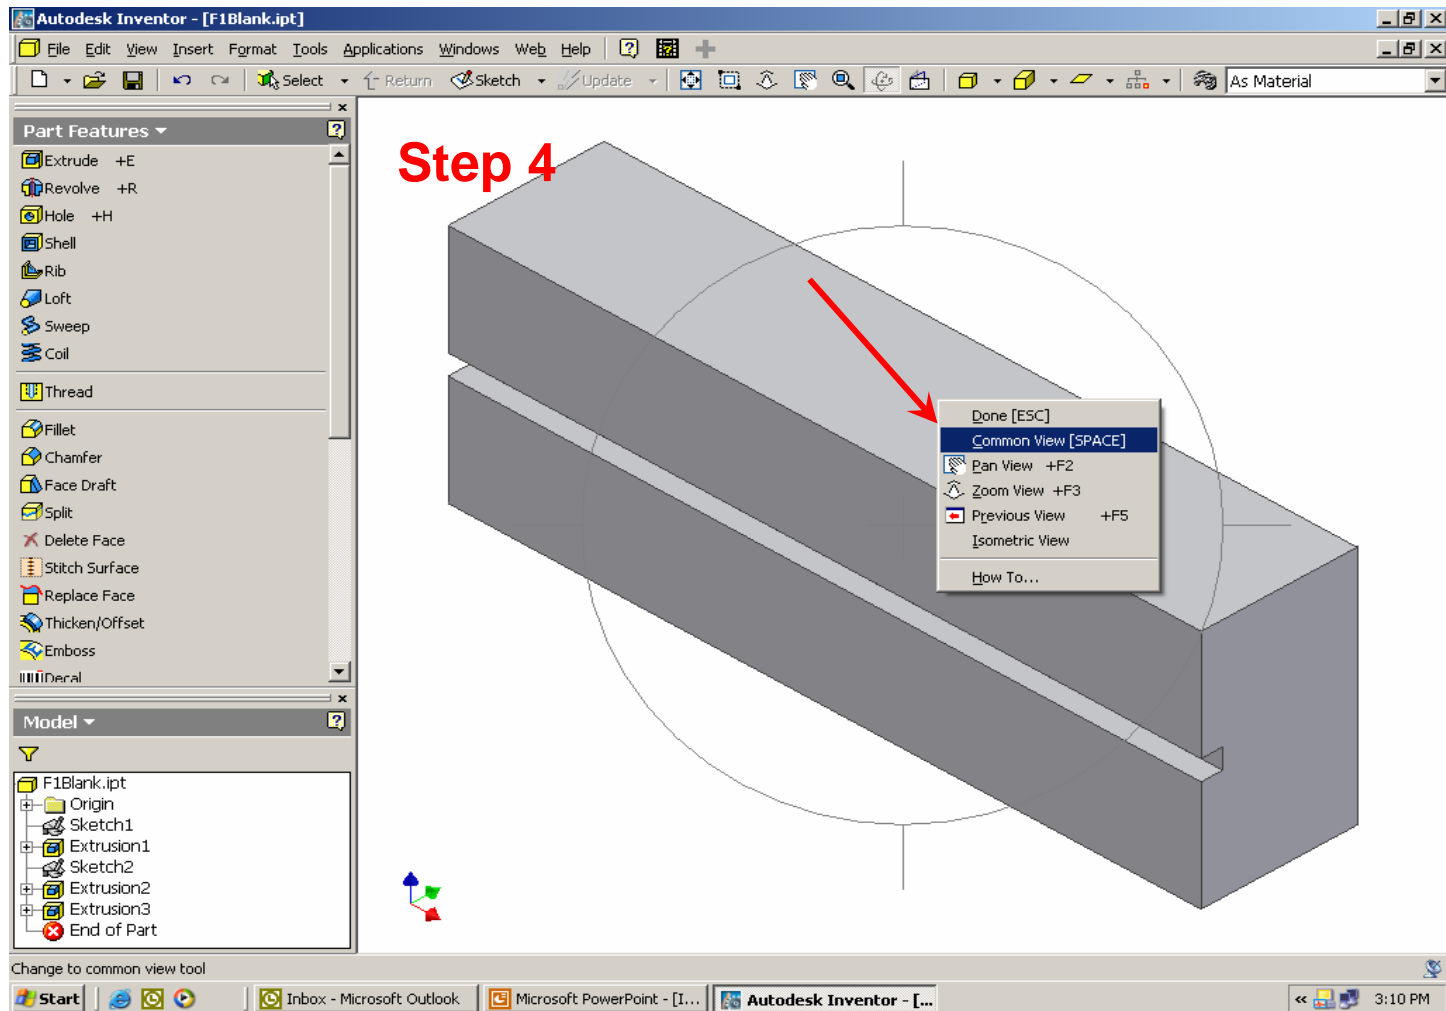 Autodesk Inventor - [F1Blank.ipt]
File Edit View Insert Format Tools Applications Windows Web Help
Select Return Sketch Update As Material
Part Features
Extrude +E
Revolve +R
Hole +H
Shell
Rib
Loft
Sweep
Coil
Thread
Fillet
Chamfer
Face Draft
Split
Delete Face
Stitch Surface
Replace Face
Thicken/Offset
Emboss
Decal
Step 4
Done [ESC]
Common View [SPACE]
Pan View +F2
Zoom View +F3
Previous View +F5
Isometric View
How To...
Model
F1Blank.ipt
Origin
Sketch1
Extrusion1
Sketch2
Extrusion2
Extrusion3
End of Part
Change to common view tool
Start Inbox - Microsoft Outlook Microsoft PowerPoint - [I... Autodesk Inventor - [... « 3:10 PM